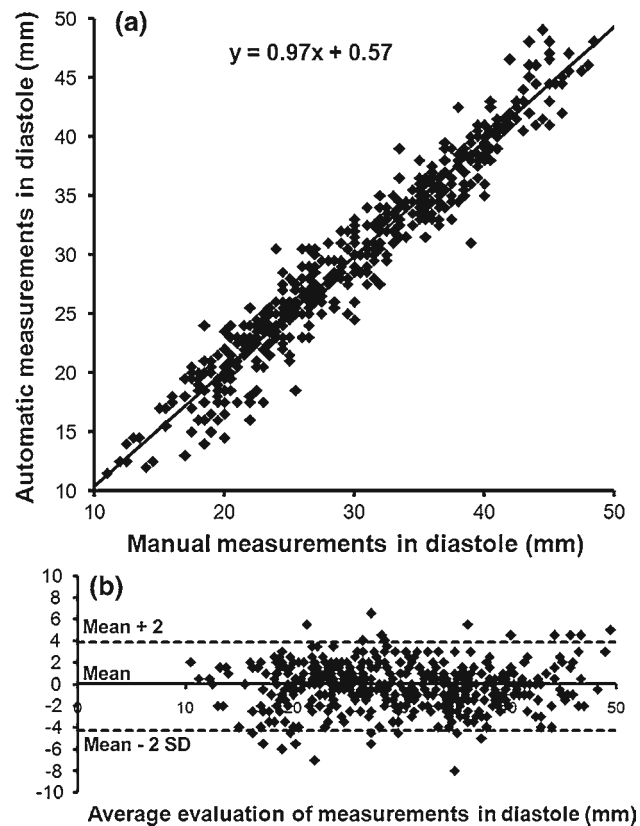 (a)
y = 0.97x + 0.57
Automatic measurements in diastole (mm)
50
45
40
35
30
25
20
15
10
10 20 30 40 50
Manual measurements in diastole (mm)
(b)
10
8
6
4
2
0
-2
-4
-6
-8
-10
Mean + 2
Mean
Mean - 2 SD
0 10 20 50
Average evaluation of measurements in diastole (mm)